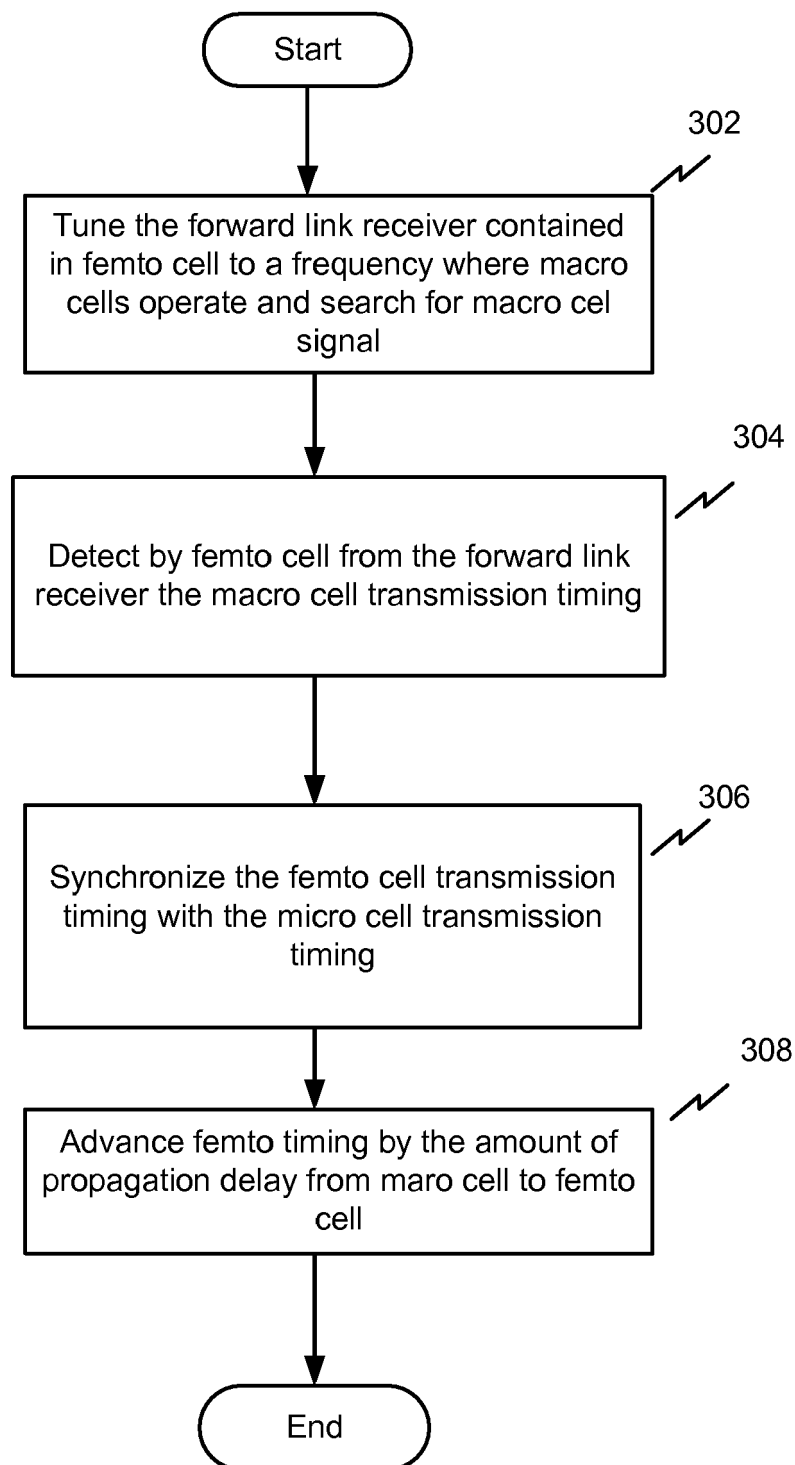 Start
302
Tune the forward link receiver contained
in femto cell to a frequency where macro
cells operate and search for macro cel
signal
304
Detect by femto cell from the forward link
receiver the macro cell transmission timing
306
Synchronize the femto cell transmission
timing with the micro cell transmission
timing
308
Advance femto timing by the amount of
propagation delay from maro cell to femto
cell
End